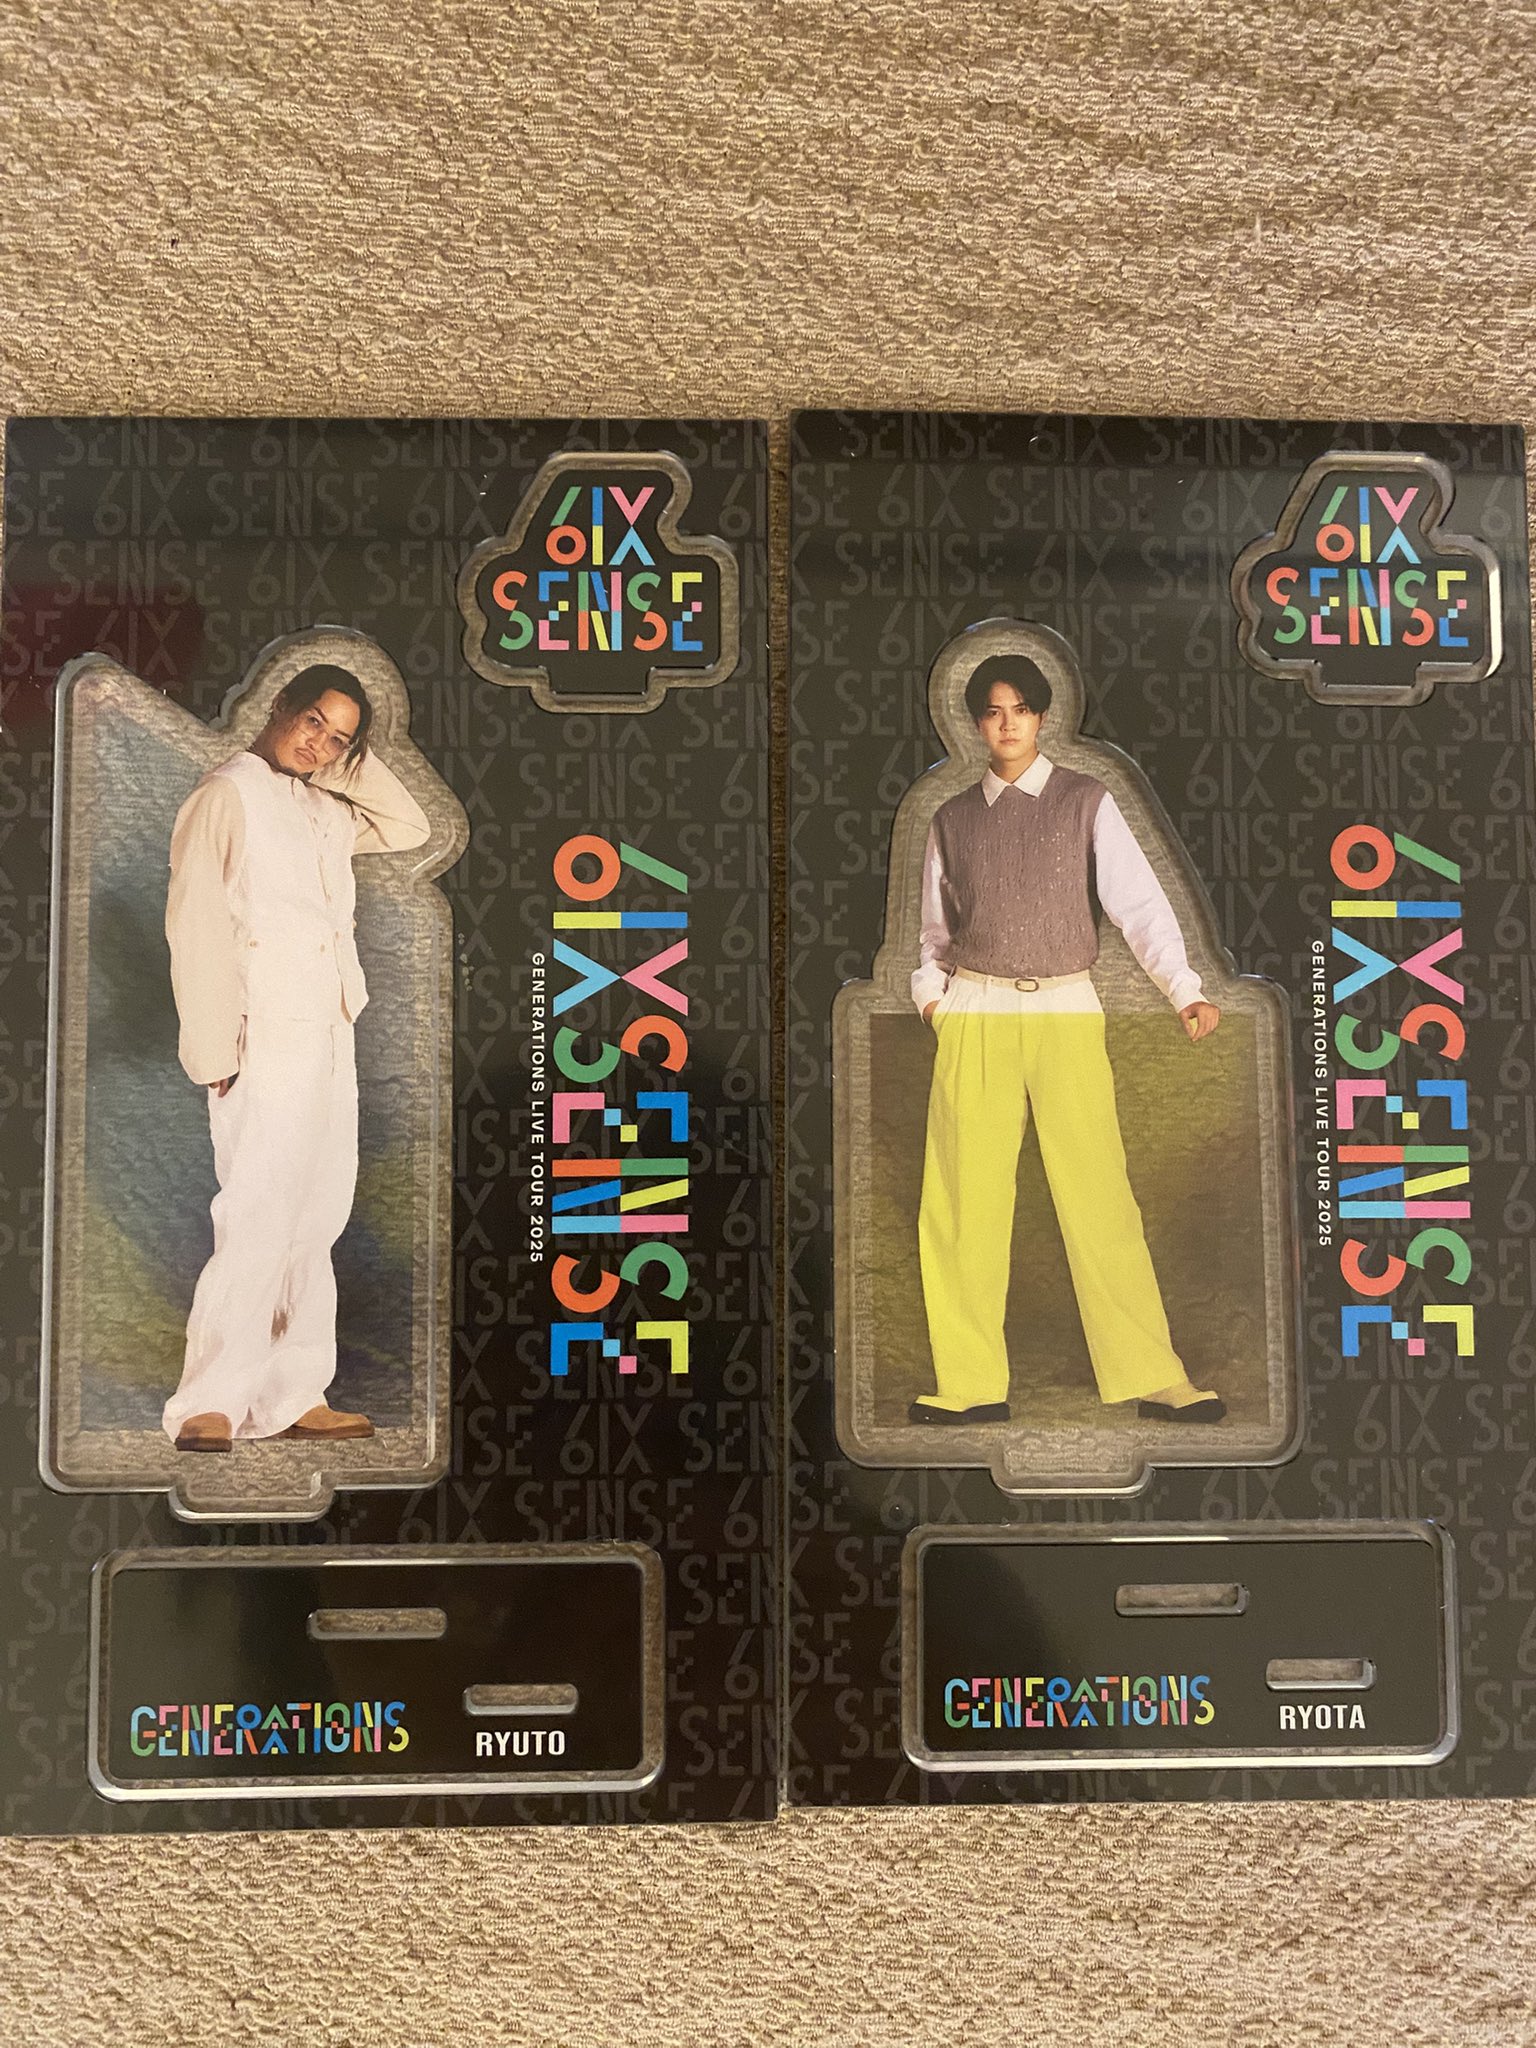 6IX
SENSE
6IX SENSE
GENERATIONS LIVE TOUR 2025
GENERATIONS
RYUTO
6IX
SENSE
6IX SENSE
GENERATIONS LIVE TOUR 2025
GENERATIONS
RYOTA